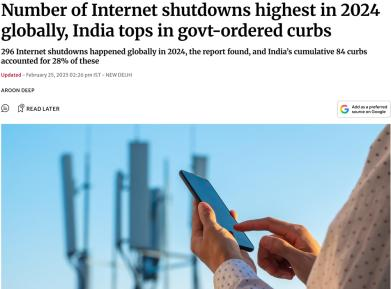 Number of Internet shutdowns highest in 2024
globally, India tops in govt-ordered curbs
296 Internet shutdowns happened globally in 2024, the report found, and India's cumulative 84 curbs
accounted for 28% of these
Updated - February 25, 2025 02:26 pm IST - NEW DELHI
AROON DEEP
READ LATER
Add as a preferred
source on Google